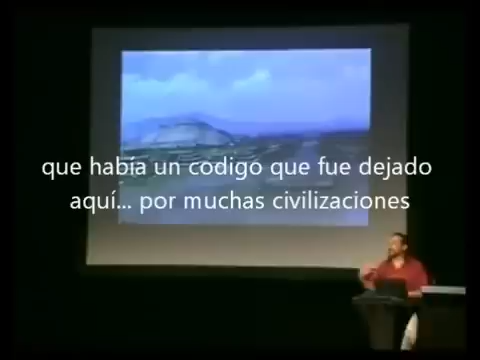 que había un codigo que fue dejado
aquí... por muchas civilizaciones